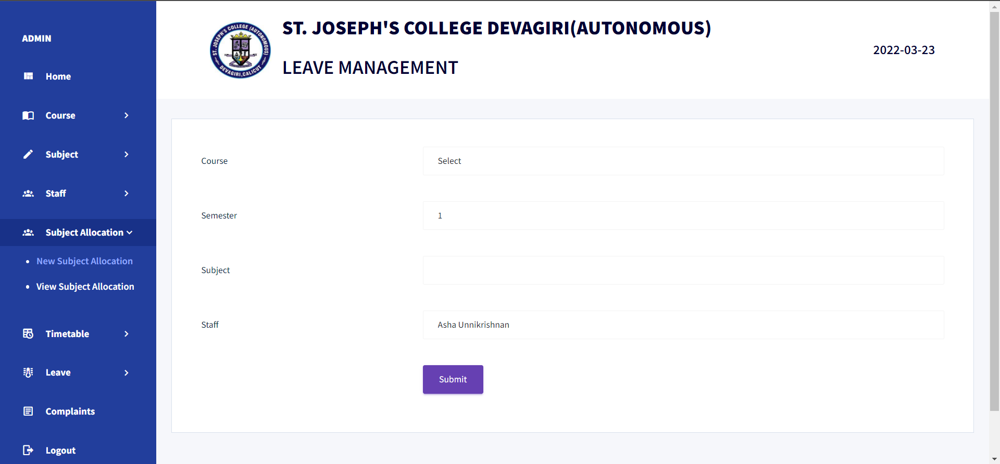 ADMIN
Home
Course
Subject
Staff
Subject Allocation
New Subject Allocation
View Subject Allocation
Timetable
Leave
Complaints
Logout
ST. JOSEPH'S COLLEGE (AUTONOMOUS)
DEVAGIRI, CALICUT
ST. JOSEPH'S COLLEGE DEVAGIRI(AUTONOMOUS)
LEAVE MANAGEMENT
2022-03-23
Course
Select
Semester
1
Subject
Staff
Asha Unnikrishnan
Submit